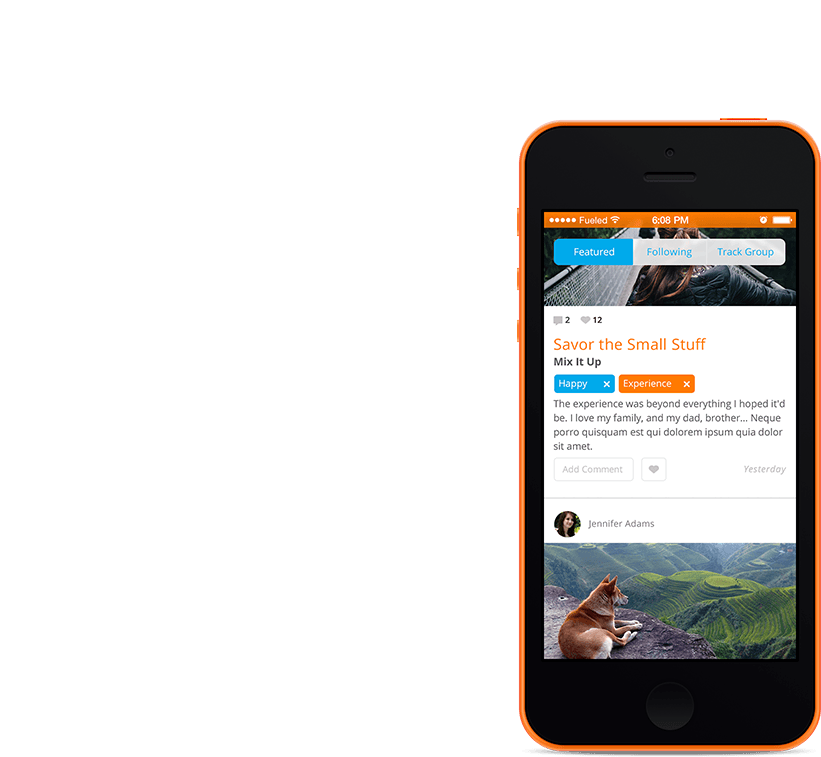 Fueled 6:08 PM
Featured Following Track Group
2 12
Savor the Small Stuff
Mix It Up
Happy x Experience x
The experience was beyond everything I hoped it'd
be. I love my family, and my dad, brother... Neque
porro quisquam est qui dolorem ipsum quia dolor
sit amet.
Add Comment Yesterday
Jennifer Adams